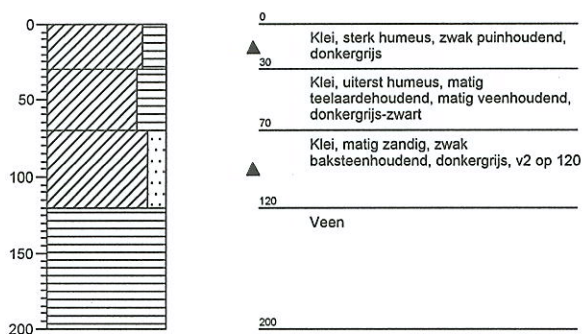 0
50
100
150
200
0
Klei, sterk humeus, zwak puinhoudend,
donkergrijs
30
Klei, uiterst humeus, matig
teelaardehoudend, matig veenhoudend,
donkergrijs-zwart
70
Klei, matig zandig, zwak
baksteenhoudend, donkergrijs, v2 op 120
120
Veen
200